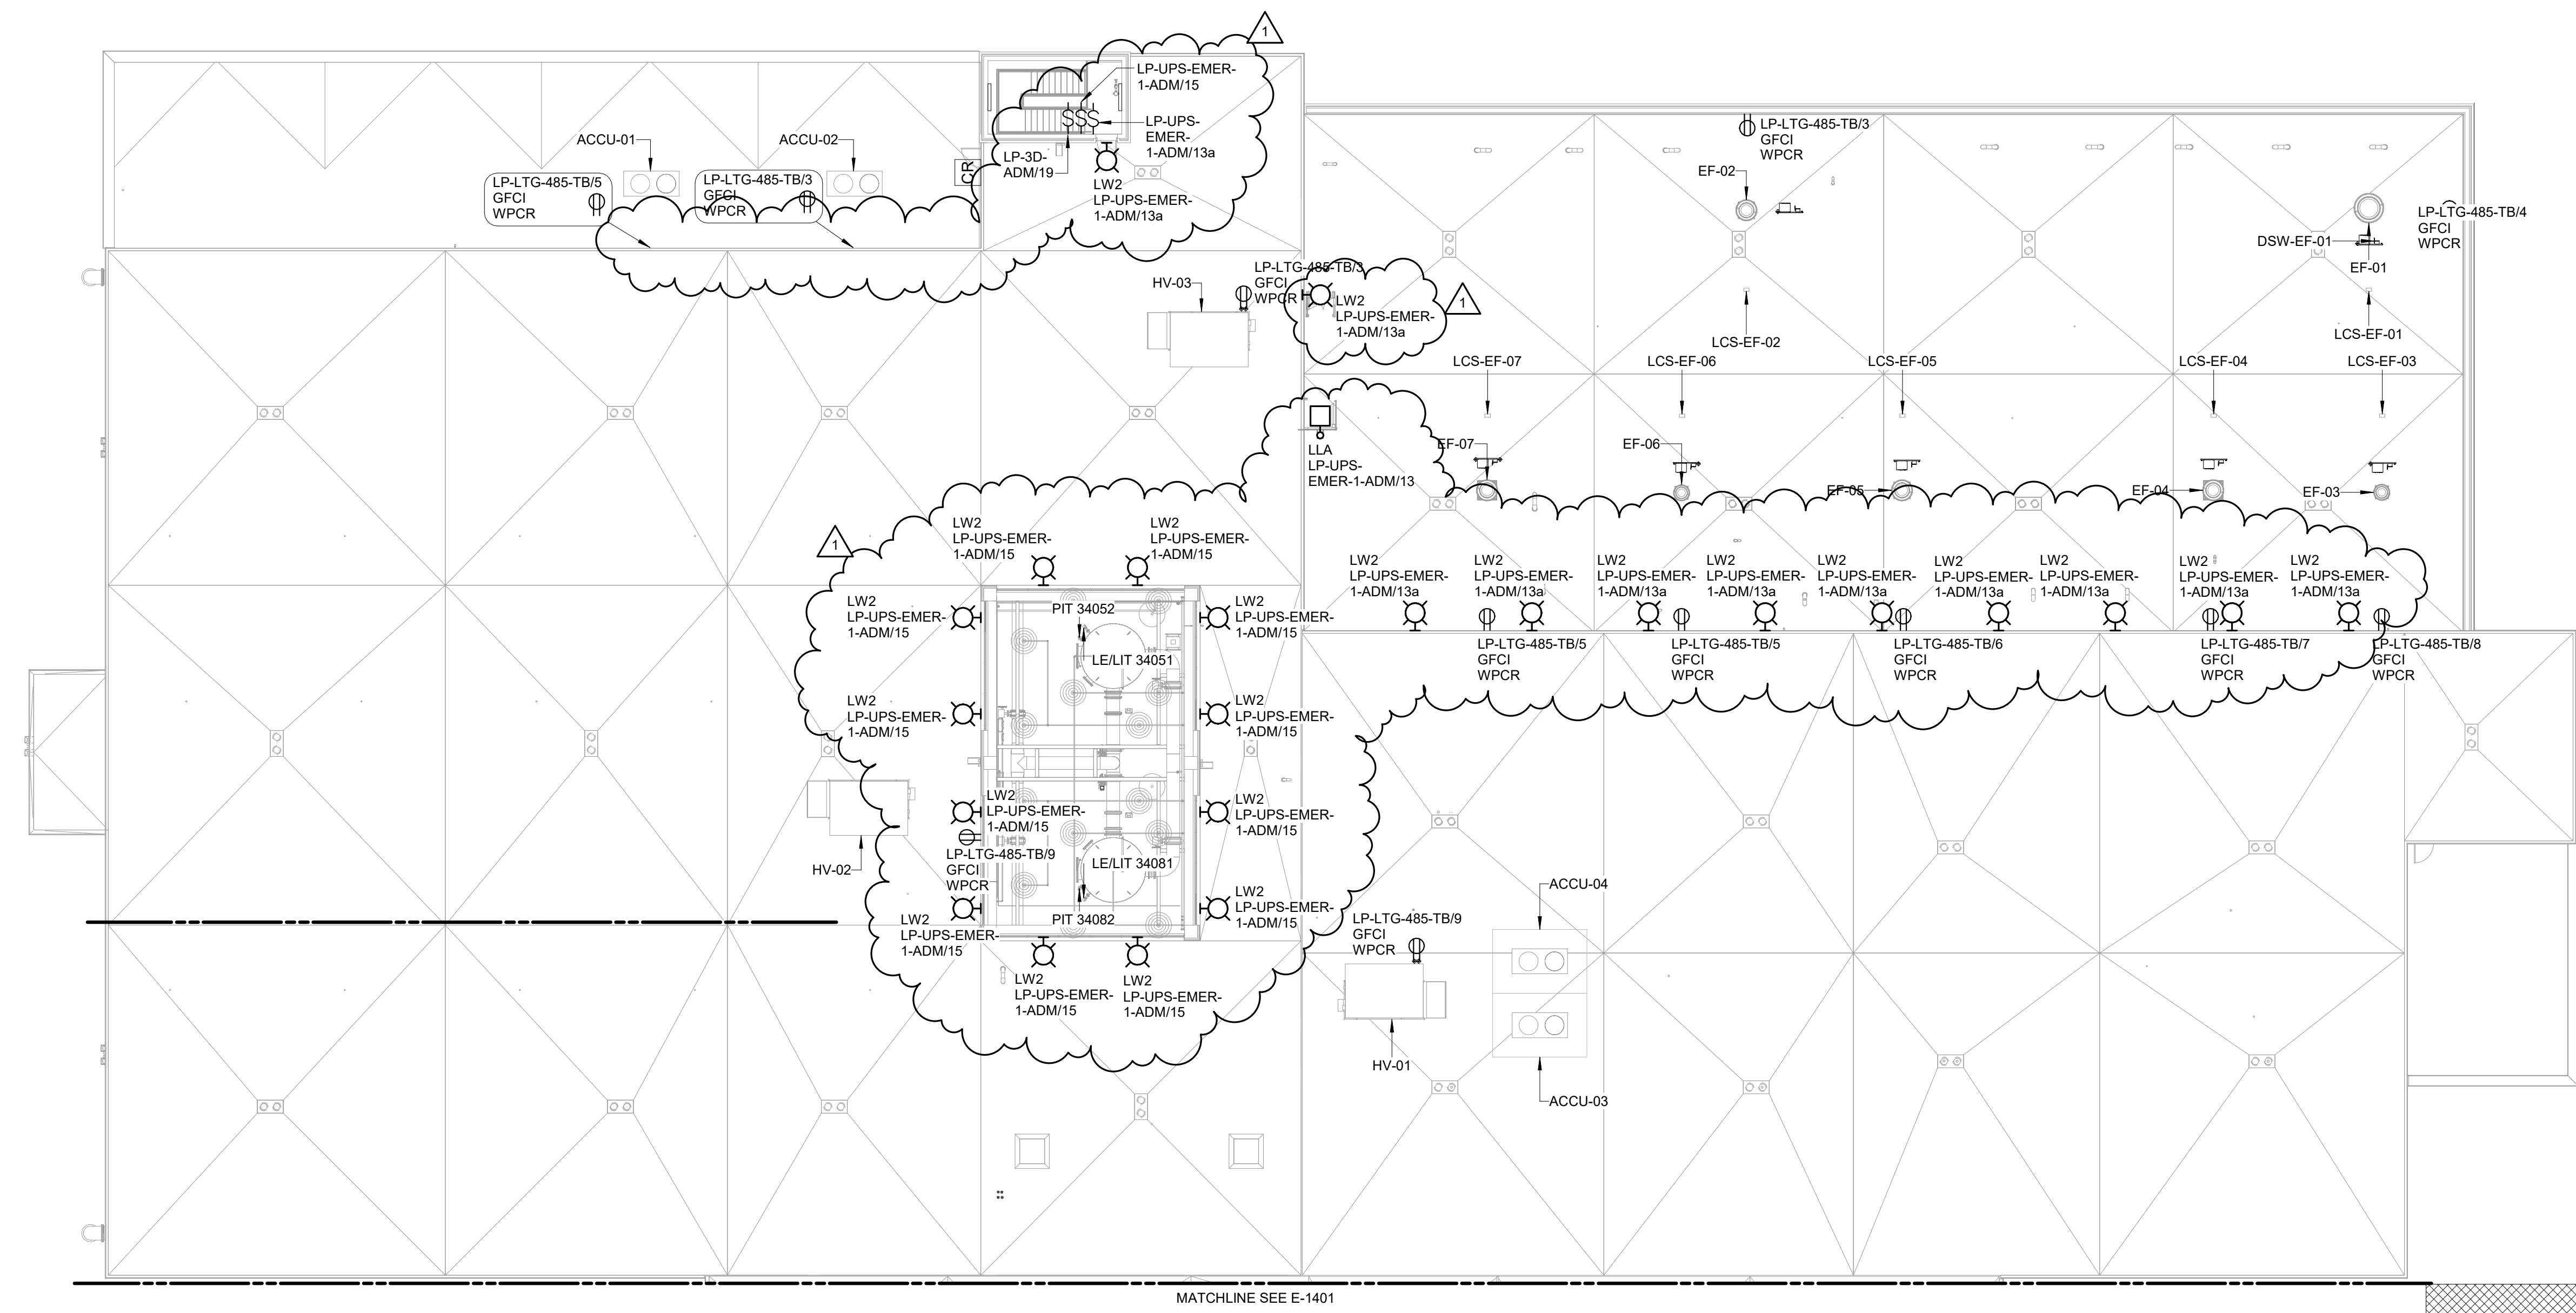 1
LP-UPS-EMER-
1-ADM/15
LP-UPS-
EMER-
1-ADM/13a
SSS
LP-3D-
ADM/19
LW2
LP-UPS-EMER-
1-ADM/13a
CR
ACCU-01
ACCU-02
LP-LTG-485-TB/5
GFCI
WPCR
LP-LTG-485-TB/3
GFCI
WPCR
LP-LTG-485-TB/3
GFCI
WPCR
EF-02
LP-LTG-485-TB/4
GFCI
WPCR
DSW-EF-01
EF-01
HV-03
LP-LTG-485-TB/3
GFCI
WPCR
LW2
LP-UPS-EMER-
1-ADM/13a
1
LCS-EF-02
LCS-EF-01
LCS-EF-07
LCS-EF-06
LCS-EF-05
LCS-EF-04
LCS-EF-03
LLA
LP-UPS-
EMER-1-ADM/13
EF-07
EF-06
EF-05
EF-04
EF-03
1
LW2
LP-UPS-EMER-
1-ADM/15
LW2
LP-UPS-EMER-
1-ADM/15
LW2
LP-UPS-EMER-
1-ADM/13a
LW2
LP-UPS-EMER-
1-ADM/13a
LW2
LP-UPS-EMER-
1-ADM/13a
LW2
LP-UPS-EMER-
1-ADM/13a
LW2
LP-UPS-EMER-
1-ADM/13a
LW2
LP-UPS-EMER-
1-ADM/13a
LW2
LP-UPS-EMER-
1-ADM/13a
LW2
LP-UPS-EMER-
1-ADM/13a
LW2
LP-UPS-EMER-
1-ADM/13a
LW2
LP-UPS-EMER-
1-ADM/15
PIT 34052
LW2
LP-UPS-EMER-
1-ADM/15
LE/LIT 34051
LP-LTG-485-TB/5
GFCI
WPCR
LP-LTG-485-TB/5
GFCI
WPCR
LP-LTG-485-TB/6
GFCI
WPCR
LP-LTG-485-TB/7
GFCI
WPCR
LP-LTG-485-TB/8
GFCI
WPCR
LW2
LP-UPS-EMER-
1-ADM/15
LW2
LP-UPS-EMER-
1-ADM/15
LW2
LP-UPS-EMER-
1-ADM/15
LW2
LP-UPS-EMER-
1-ADM/15
HV-02
LP-LTG-485-TB/9
GFCI
WPCR
LE/LIT 34081
LW2
LP-UPS-EMER-
1-ADM/15
PIT 34082
LW2
LP-UPS-EMER-
1-ADM/15
LW2
LP-UPS-EMER-
1-ADM/15
LW2
LP-UPS-EMER-
1-ADM/15
LP-LTG-485-TB/9
GFCI
WPCR
ACCU-04
HV-01
ACCU-03
MATCHLINE SEE E-1401